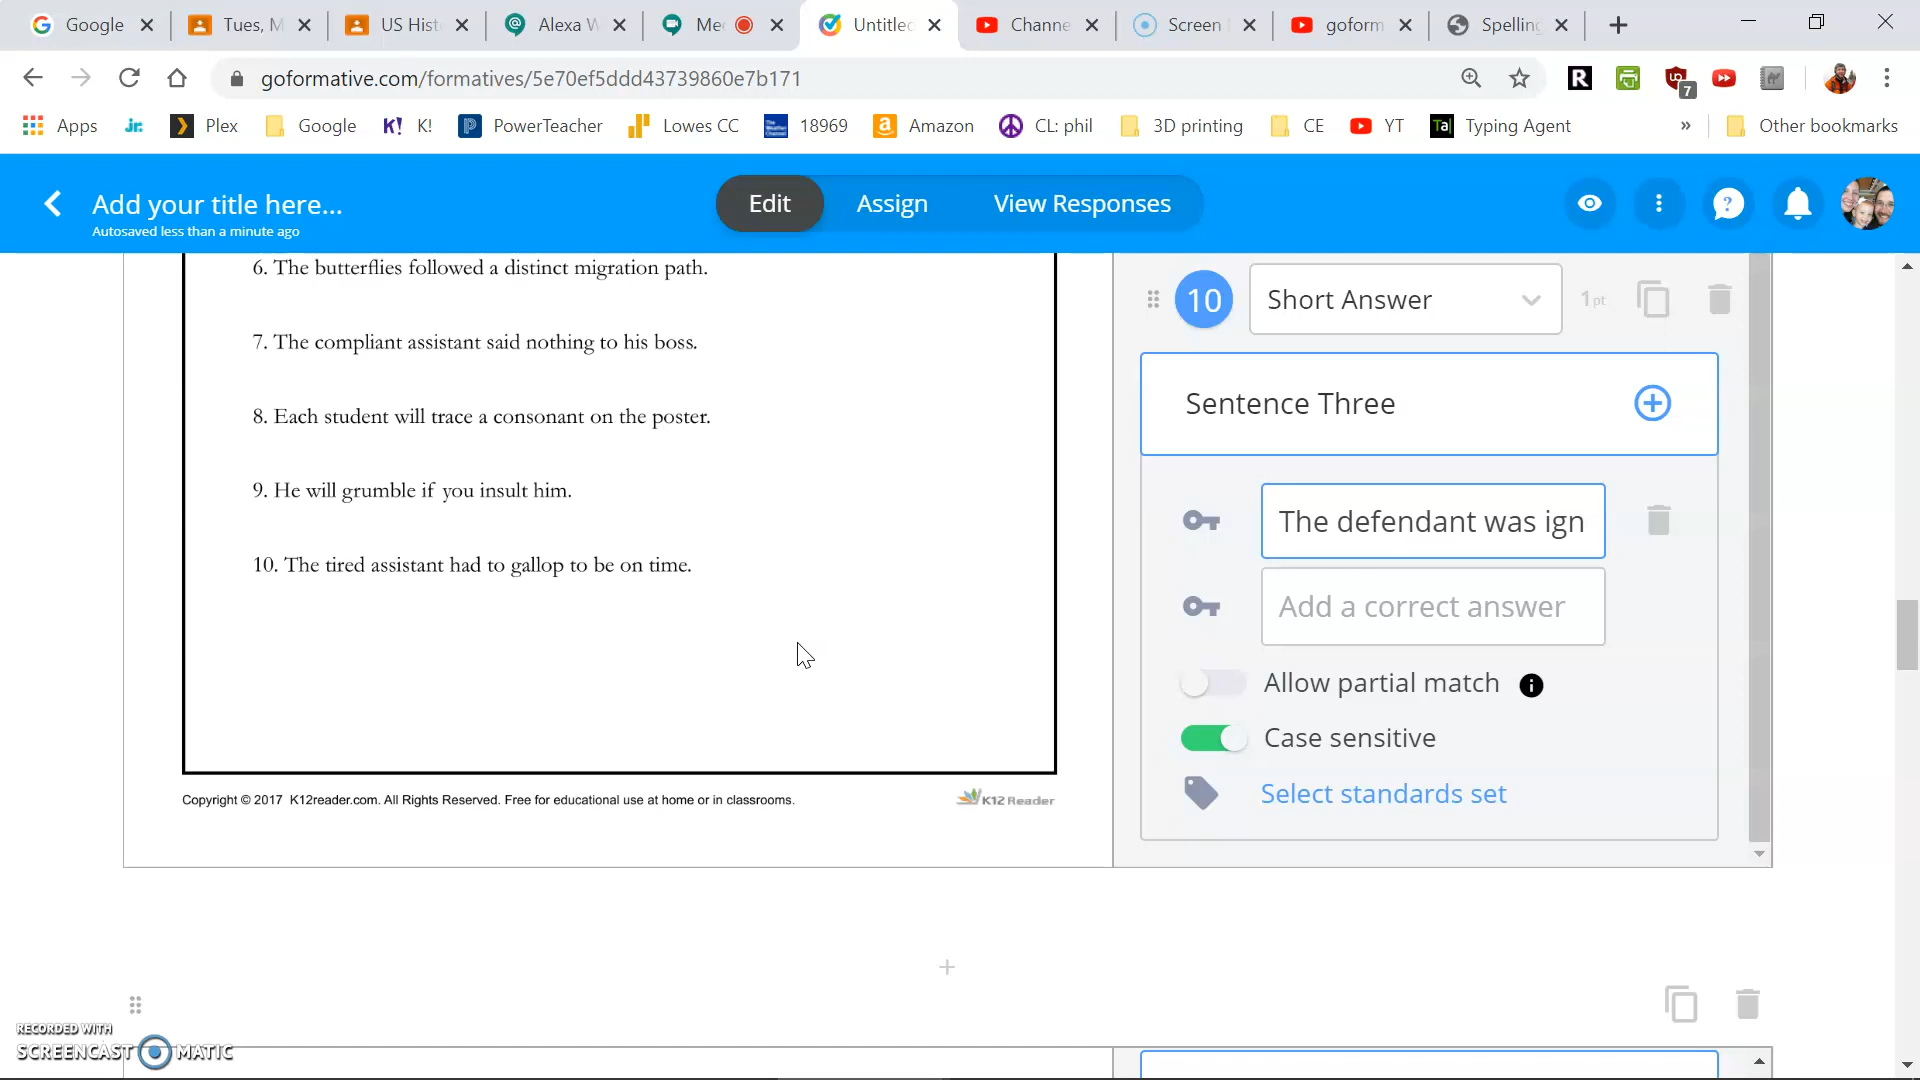 Google
Tues, M
US Hist
Alexa W
Me
Untitled
Channe
Screen
goform
Spelling
goformative.com/formatives/5e70ef5ddd43739860e7b171
R
UO
7
Apps
jr.
Plex
Google
K!
K!
P
PowerTeacher
Lowes CC
18969
a
Amazon
CL: phil
3D printing
CE
YT
Ta
Typing Agent
»
Other bookmarks
Add your title here...
Autosaved less than a minute ago
Edit
Assign
View Responses
?
6. The butterflies followed a distinct migration path.
7. The compliant assistant said nothing to his boss.
8. Each student will trace a consonant on the poster.
9. He will grumble if you insult him.
10. The tired assistant had to gallop to be on time.
Copyright © 2017 K12reader.com. All Rights Reserved. Free for educational use at home or in classrooms.
K12 Reader
10
Short Answer
1pt
Sentence Three
The defendant was ign
Add a correct answer
Allow partial match
Case sensitive
Select standards set
RECORDED WITH
SCREENCAST MATIC